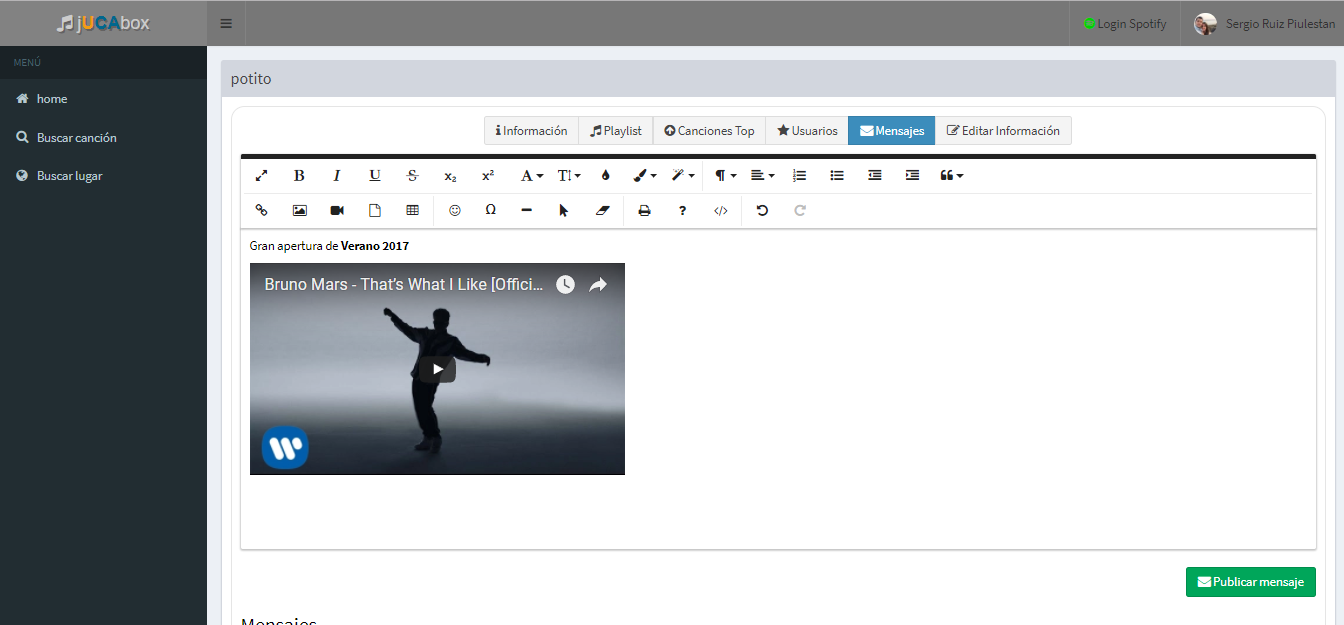 jUCAbox
Login Spotify
Sergio Ruiz Piulestan
MENÚ
home
Buscar canción
Buscar lugar
potito
Información
Playlist
Canciones Top
Usuarios
Mensajes
Editar Información
Gran apertura de Verano 2017
Bruno Mars - That's What I Like [Offici...
Publicar mensaje
Mensajes